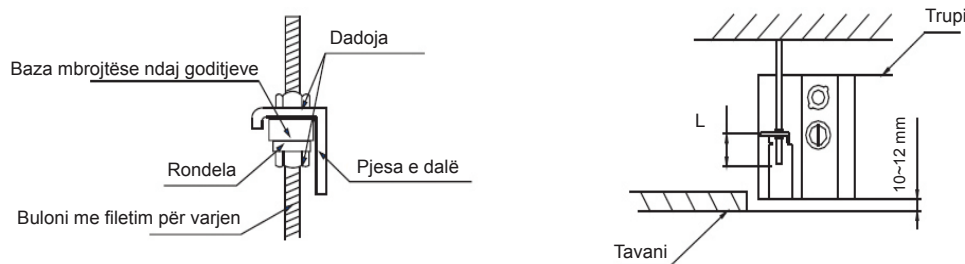 Dadoja
Baza mbrojtëse ndaj goditjeve
Rondela
Pjesa e dalë
Buloni me filetim për varjen
Trupi
L
10~12 mm
Tavani